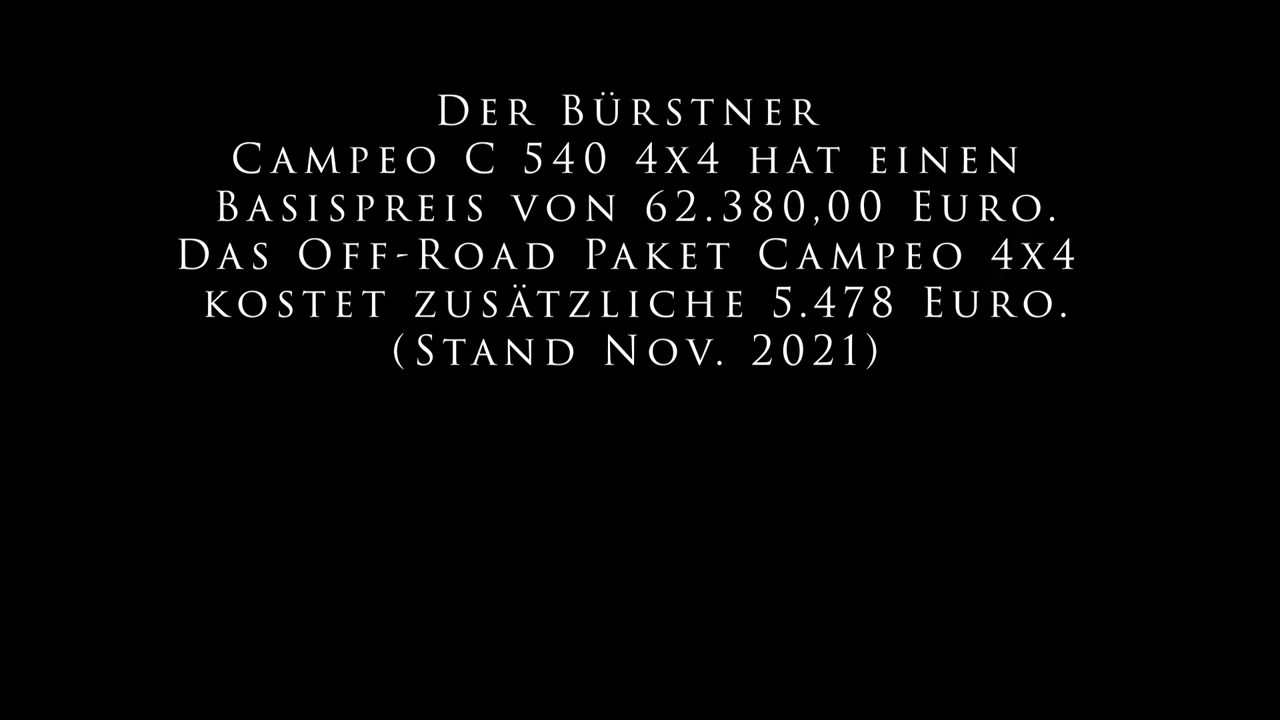 Der Bürstner
Campeo C 540 4x4 hat einen
Basispreis von 62.380,00 Euro.
Das Off-Road Paket Campeo 4x4
kostet zusätzliche 5.478 Euro.
(Stand Nov. 2021)